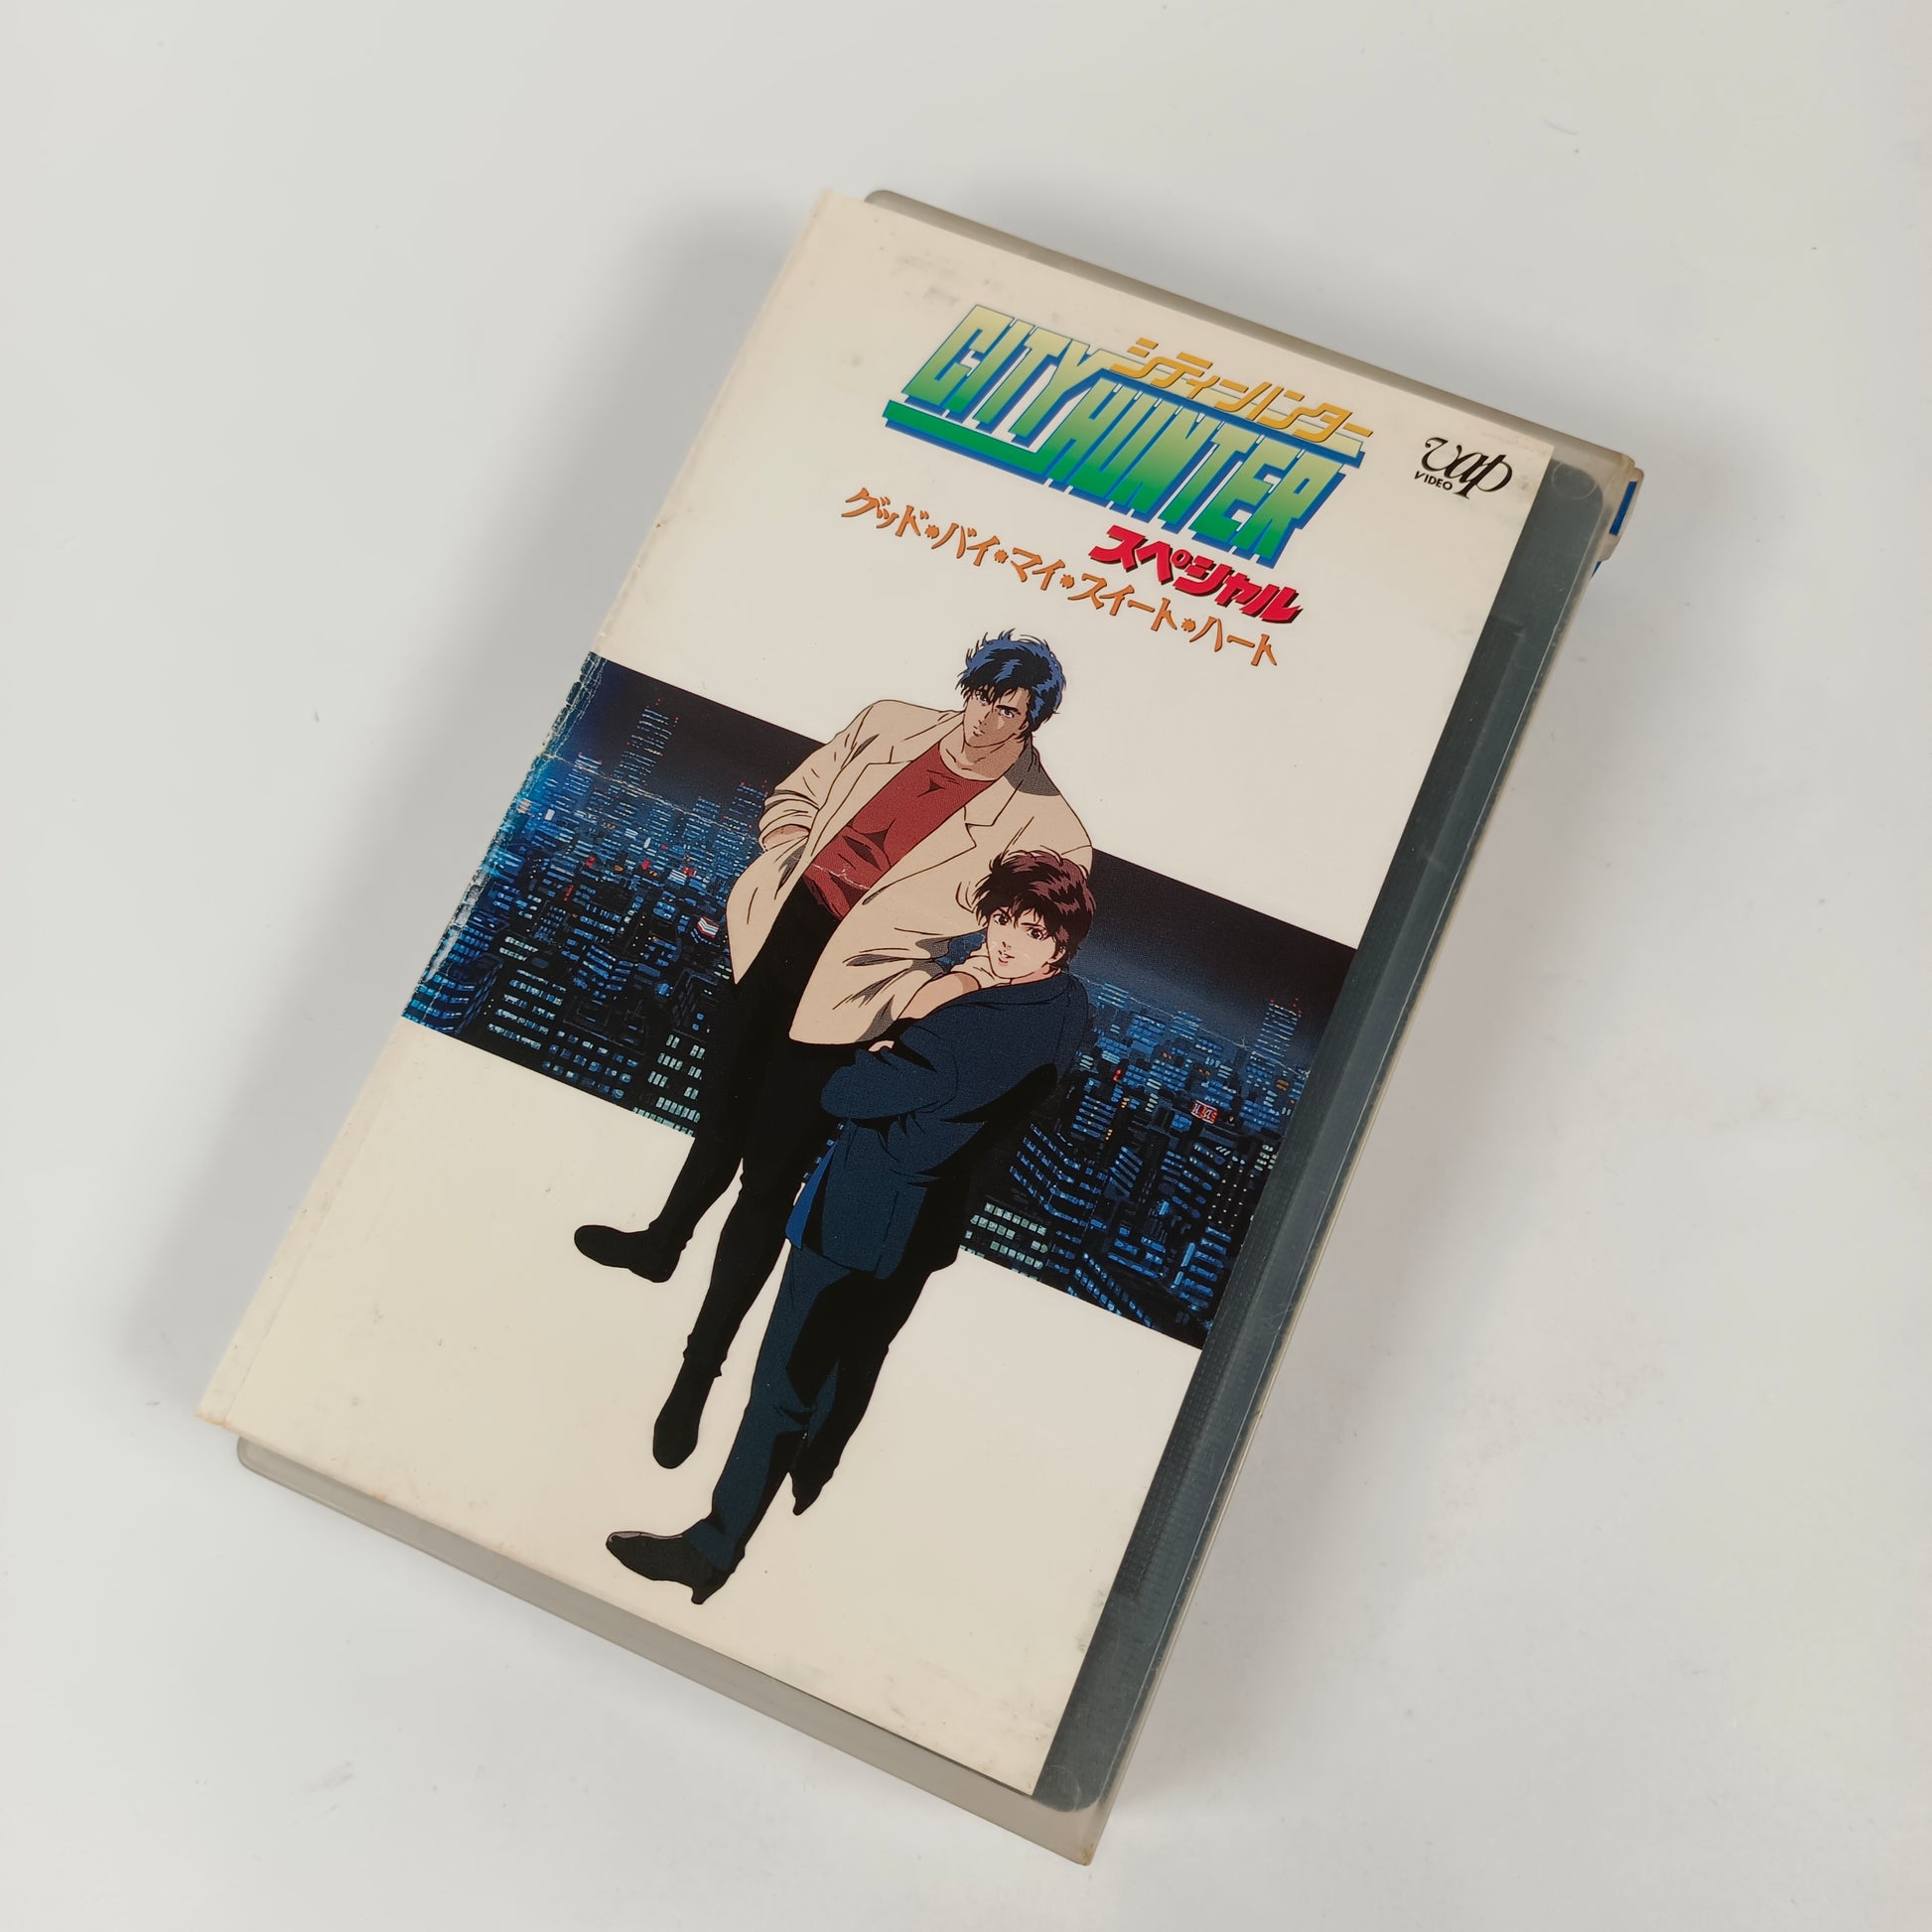 シティーハンター
CITY HUNTER
スペシャル
グッド・バイ・マイ・スイート・ハート
vap
VIDEO